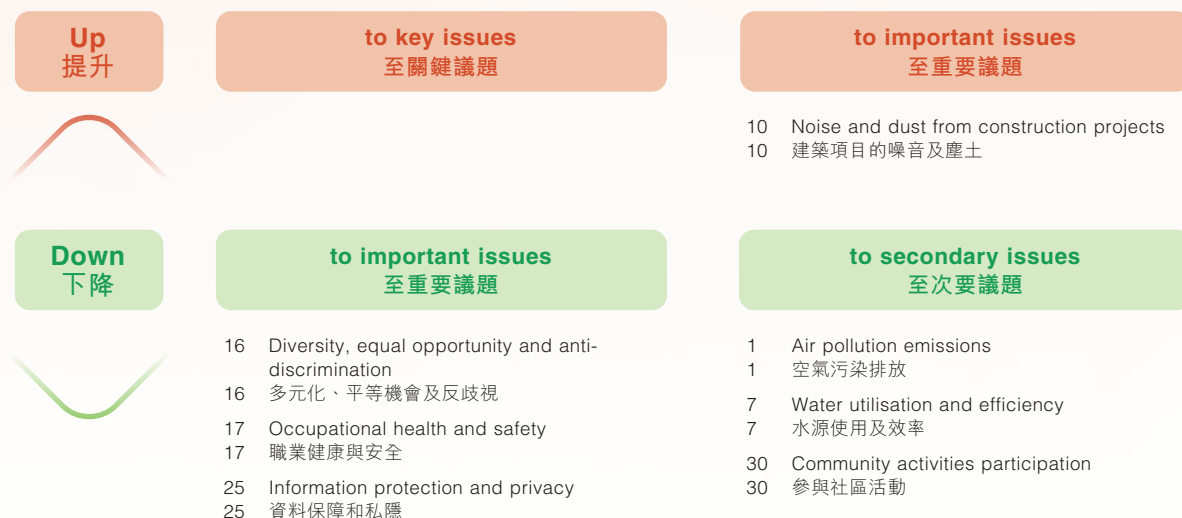 Up
提升
to key issues
至關鍵議題
to important issues
至重要議題
10 Noise and dust from construction projects
10 建築項目的噪音及塵土
Down
下降
to important issues
至重要議題
16 Diversity, equal opportunity and anti-
discrimination
16 多元化、平等機會及反歧視
17 Occupational health and safety
17 職業健康與安全
25 Information protection and privacy
25 資料保障和私隱
to secondary issues
至次要議題
1 Air pollution emissions
1 空氣污染排放
7 Water utilisation and efficiency
7 水源使用及效率
30 Community activities participation
30 參與社區活動